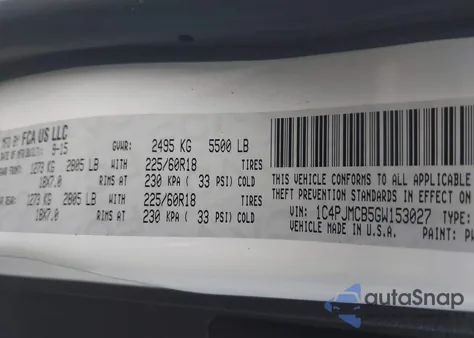 MFD BY FCA US LLC
9-15 GVWR: 2495 KG 5500 LB
FRONT: 1273 KG 2805 LB WITH 225/60R18 TIRES
18X7.0 RIMS AT 230 KPA ( 33 PSI) COLD
REAR: 1273 KG 2805 LB WITH 225/60R18 TIRES
18X7.0 RIMS AT 230 KPA ( 33 PSI) COLD
THIS VEHICLE CONFORMS TO ALL APPLICABLE
THEFT PREVENTION STANDARDS IN EFFECT ON
VIN: 1C4PJMCB5GW153027 TYPE:
VEHICLE MADE IN U.S.A. PAINT: PW
autaSnap